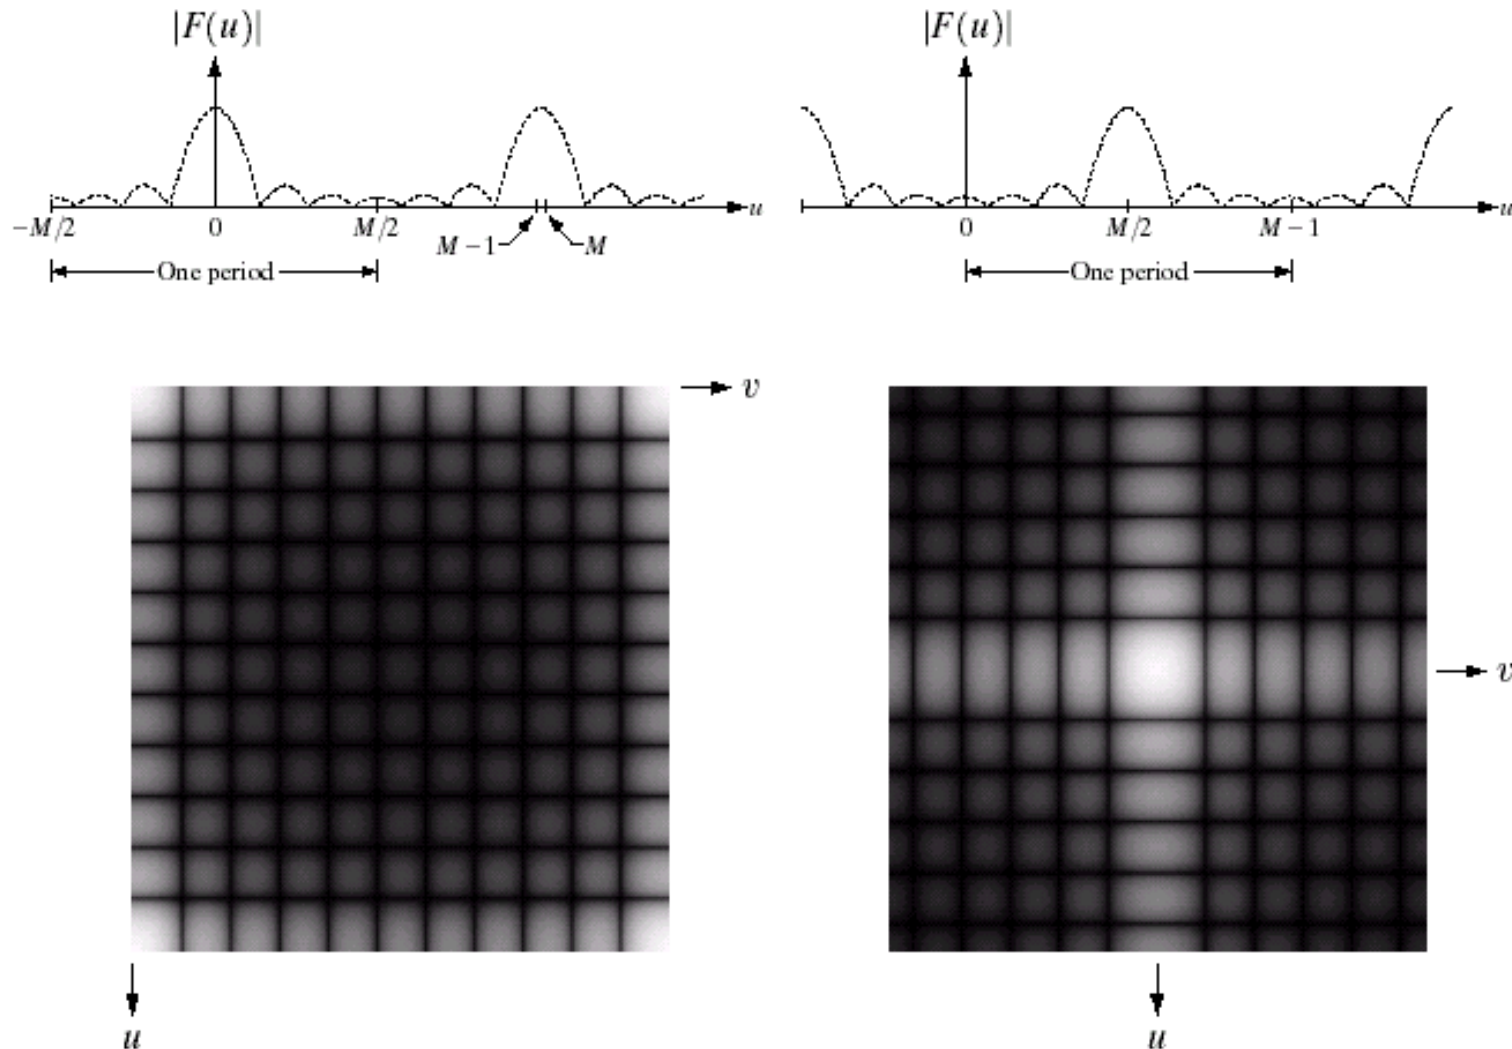 |F(u)| |F(u)|
u u
−M/2 0 M/2 M − 1 M 0 M/2 M − 1
One period One period
v
v
u u